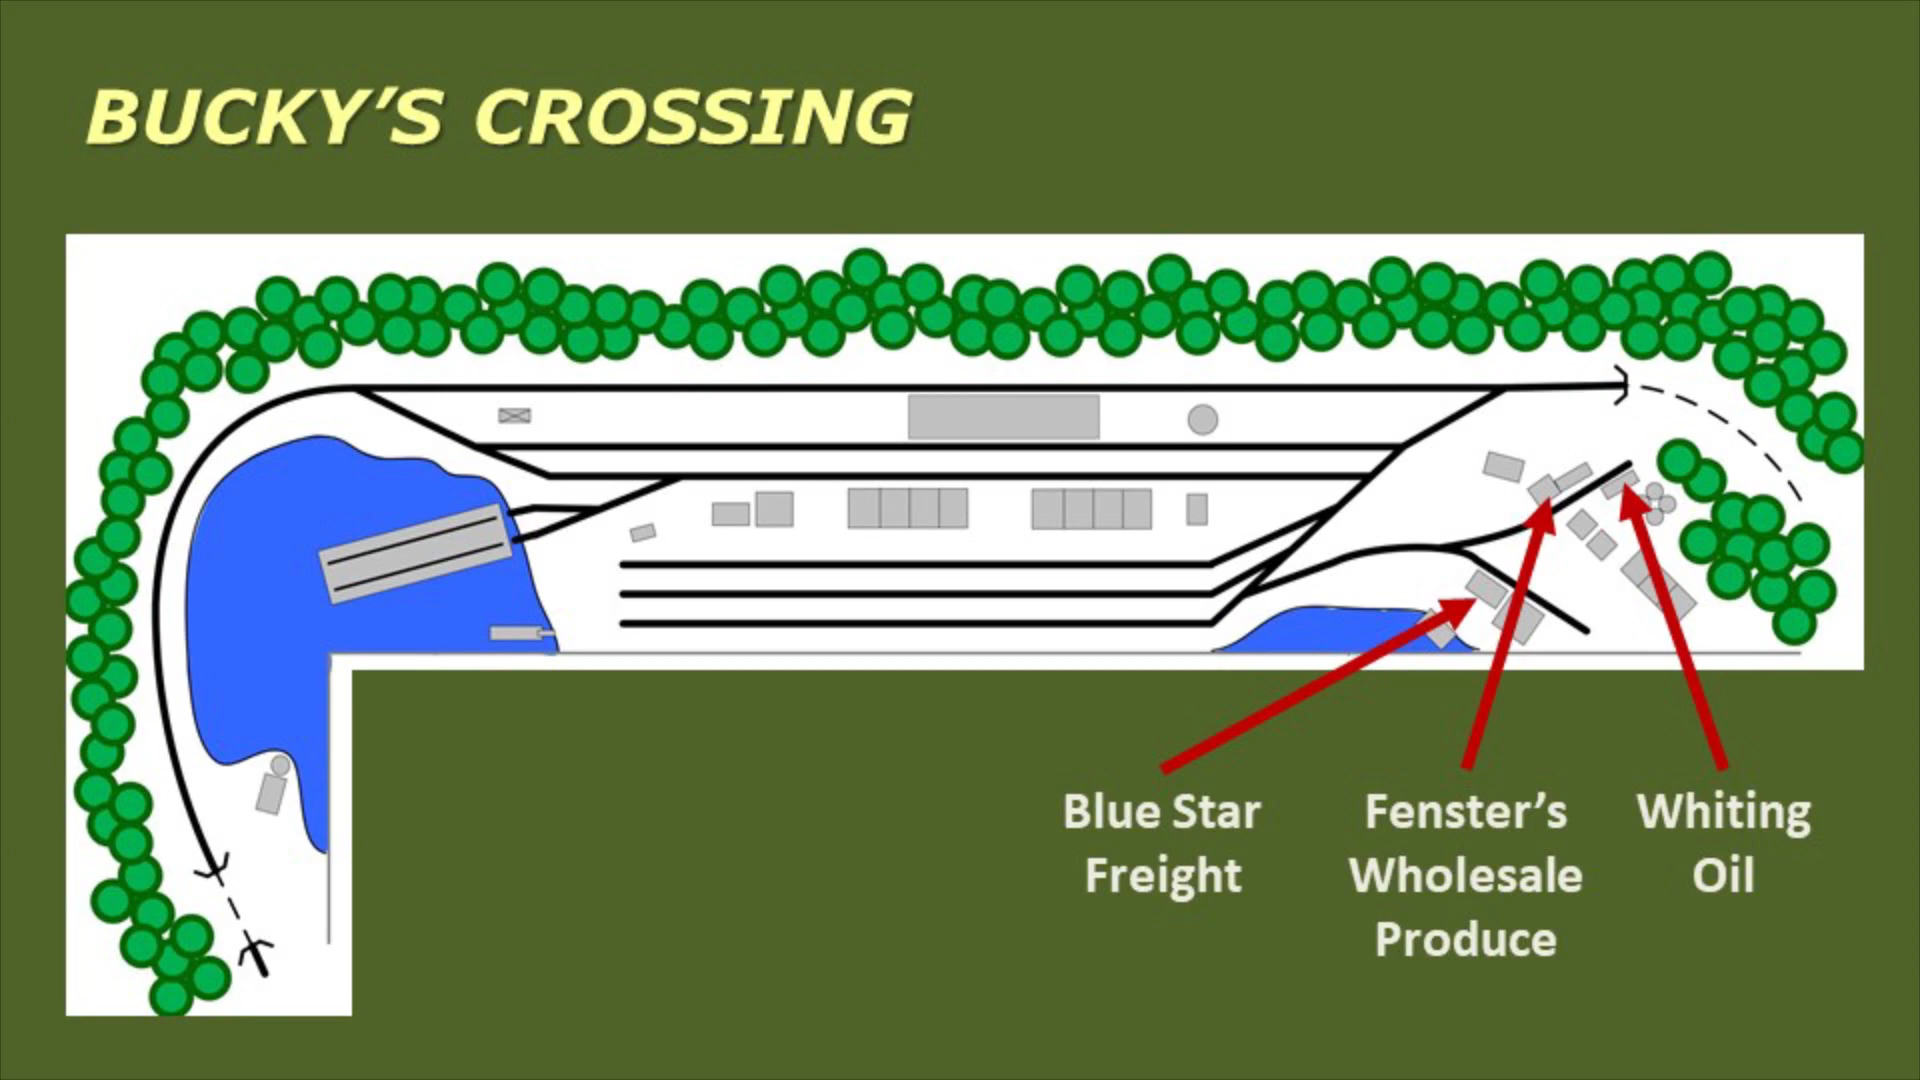 BUCKY’S CROSSING
Blue Star
Freight
Fenster’s
Wholesale
Produce
Whiting
Oil